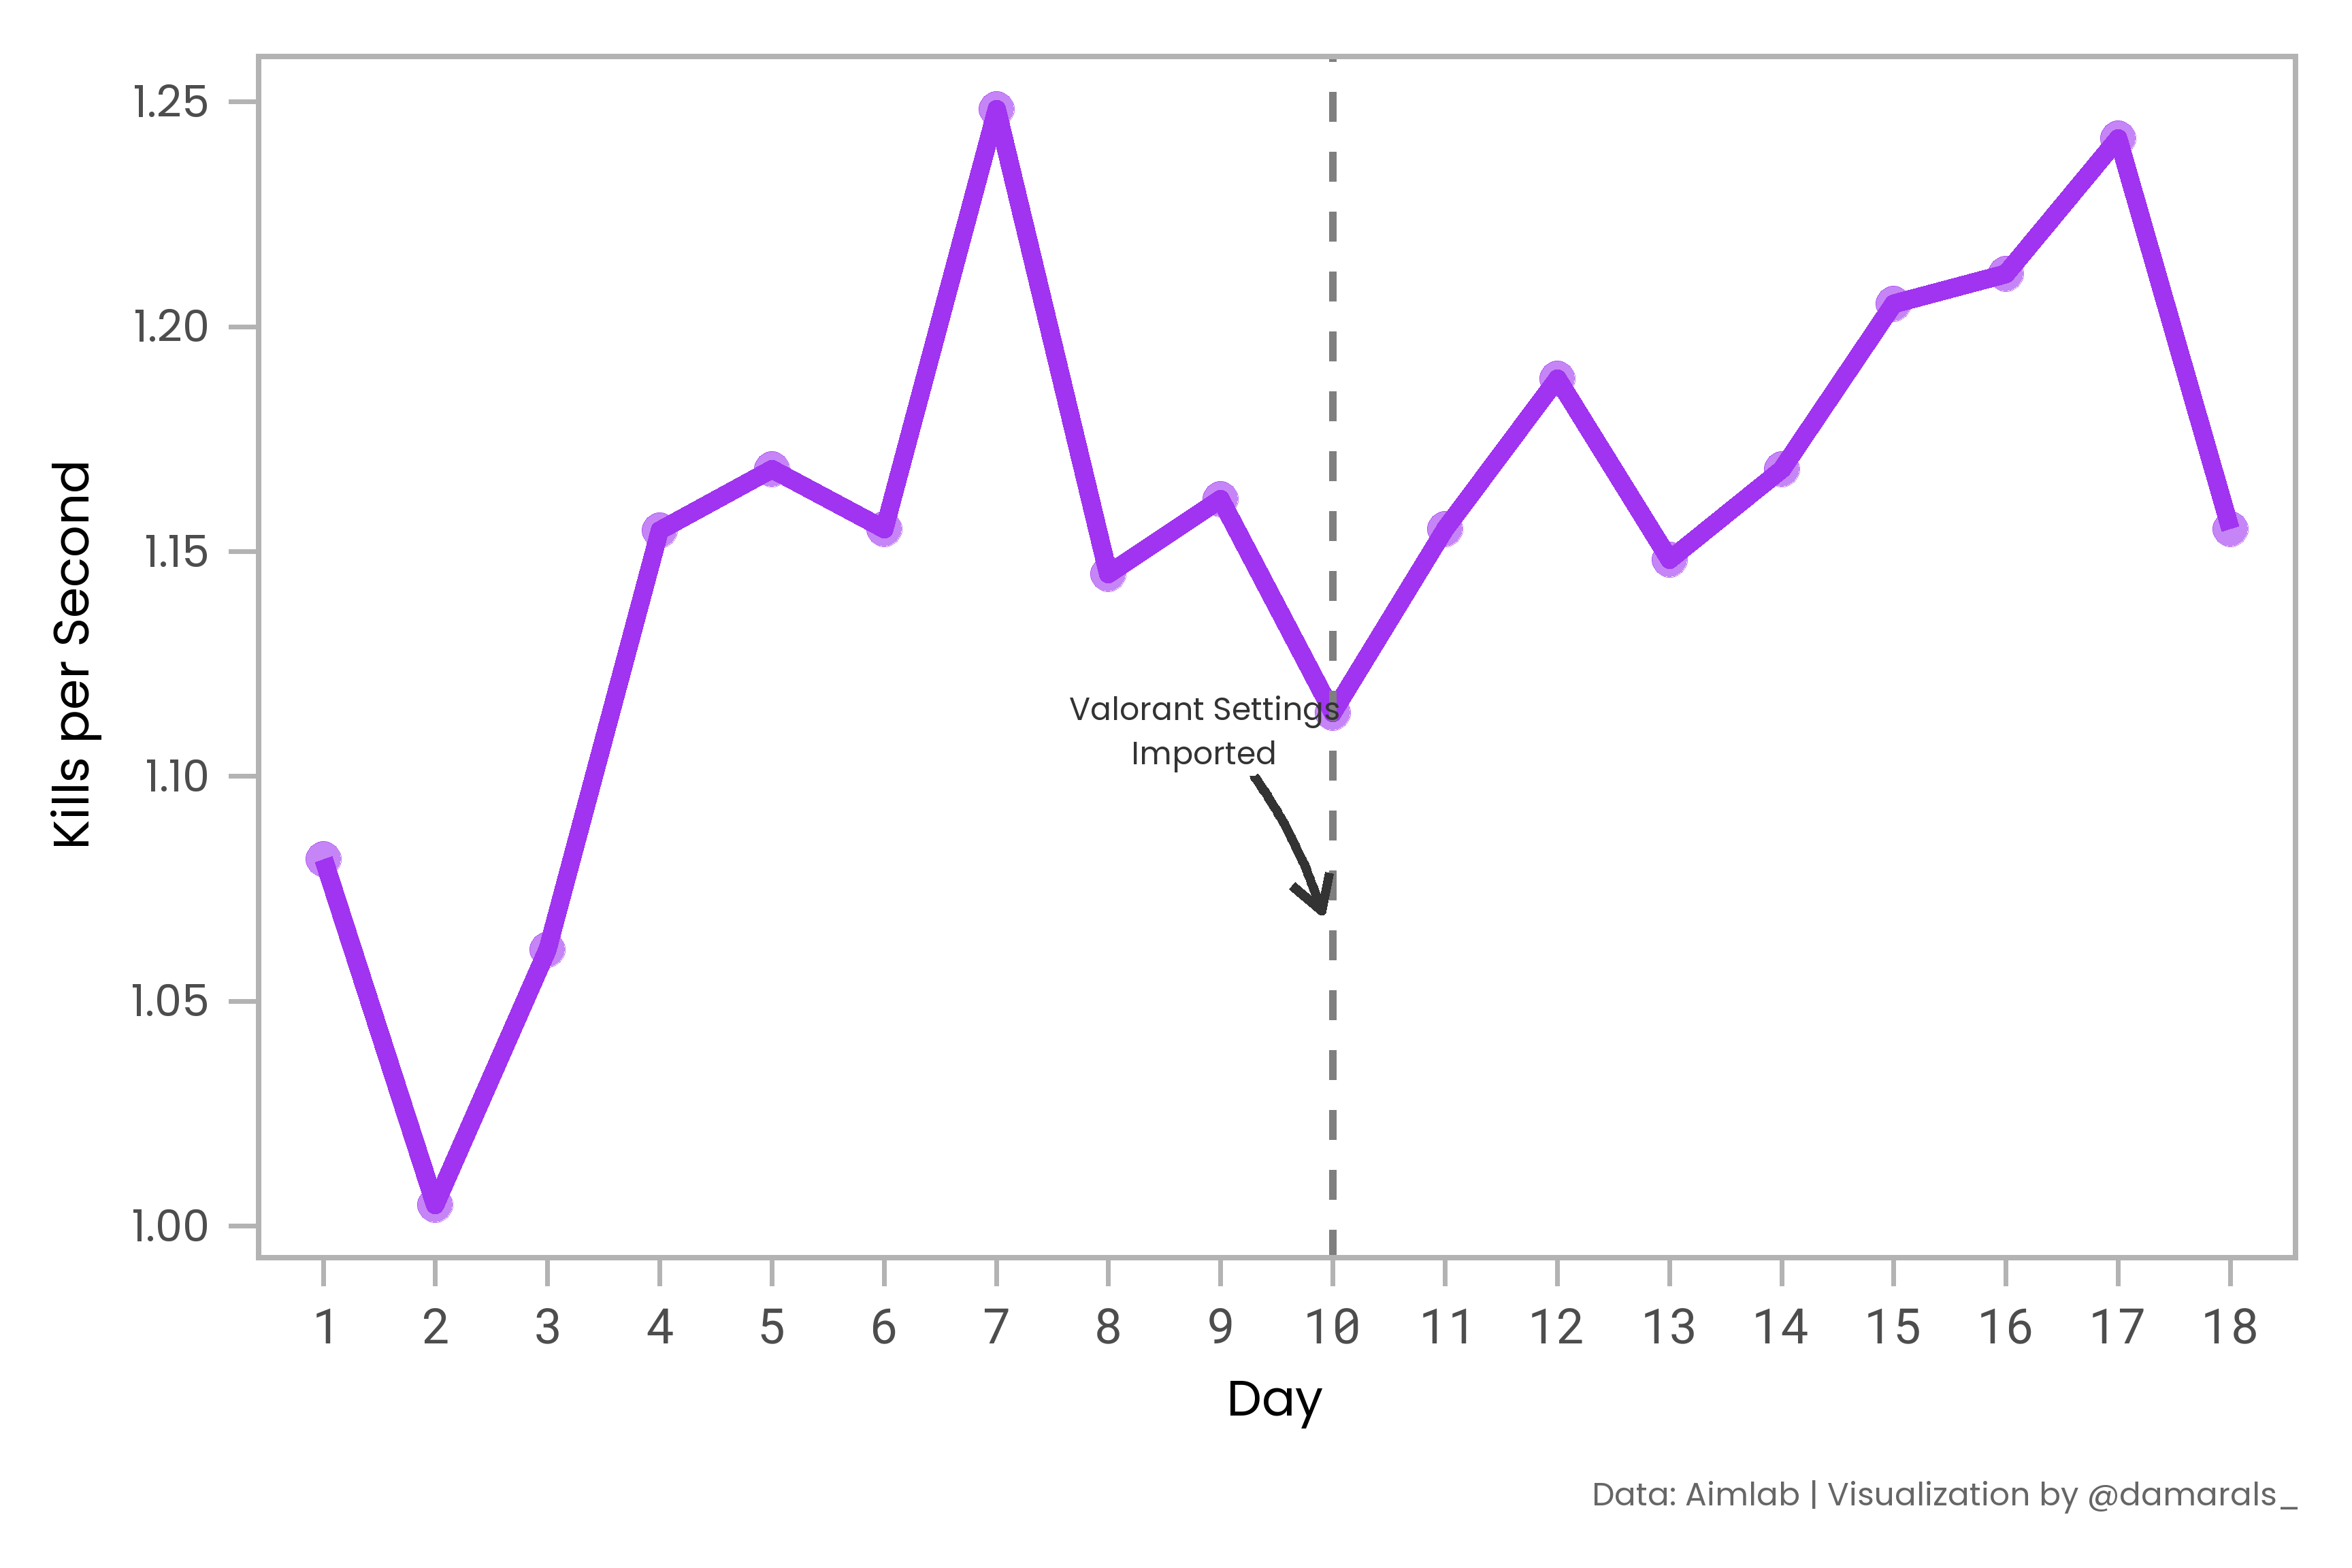 1.25
1.20
1.15
1.10
1.05
1.00
Kills per Second
Valorant Settings
Imported
1 2 3 4 5 6 7 8 9 10 11 12 13 14 15 16 17 18
Day
Data: Aimlab | Visualization by @damarals_